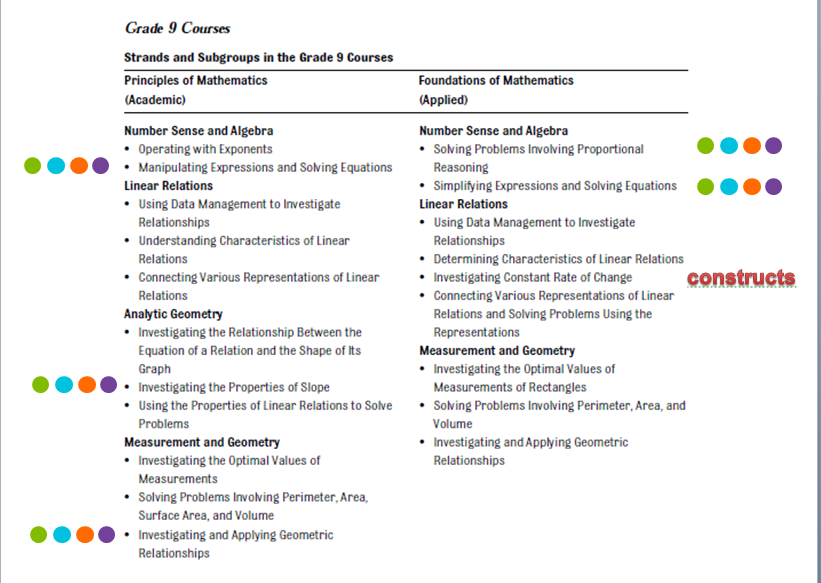 Grade 9 Courses
Strands and Subgroups in the Grade 9 Courses
Principles of Mathematics
(Academic)
Number Sense and Algebra
• Operating with Exponents
• Manipulating Expressions and Solving Equations
Linear Relations
• Using Data Management to Investigate
Relationships
• Understanding Characteristics of Linear
Relations
• Connecting Various Representations of Linear
Relations
Analytic Geometry
• Investigating the Relationship Between the
Equation of a Relation and the Shape of Its
Graph
• Investigating the Properties of Slope
• Using the Properties of Linear Relations to Solve
Problems
Measurement and Geometry
• Investigating the Optimal Values of
Measurements
• Solving Problems Involving Perimeter, Area,
Surface Area, and Volume
• Investigating and Applying Geometric
Relationships
Foundations of Mathematics
(Applied)
Number Sense and Algebra
• Solving Problems Involving Proportional
Reasoning
• Simplifying Expressions and Solving Equations
Linear Relations
• Using Data Management to Investigate
Relationships
• Determining Characteristics of Linear Relations
• Investigating Constant Rate of Change
• Connecting Various Representations of Linear
Relations and Solving Problems Using the
Representations
Measurement and Geometry
• Investigating the Optimal Values of
Measurements of Rectangles
• Solving Problems Involving Perimeter, Area, and
Volume
• Investigating and Applying Geometric
Relationships
constructs